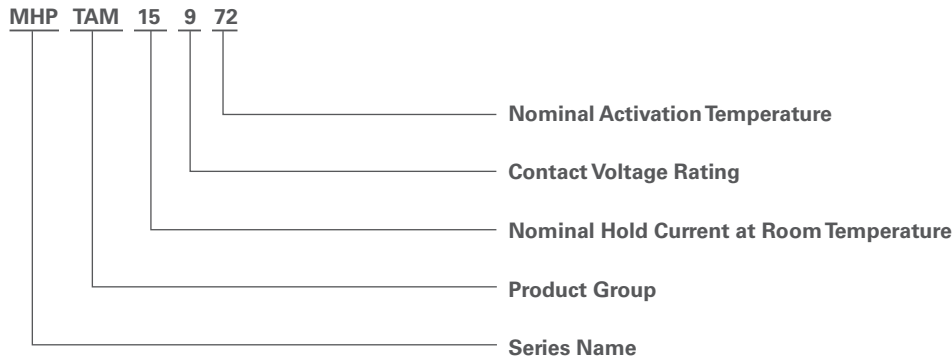 MHP TAM 15 9 72
Nominal Activation Temperature
Contact Voltage Rating
Nominal Hold Current at Room Temperature
Product Group
Series Name